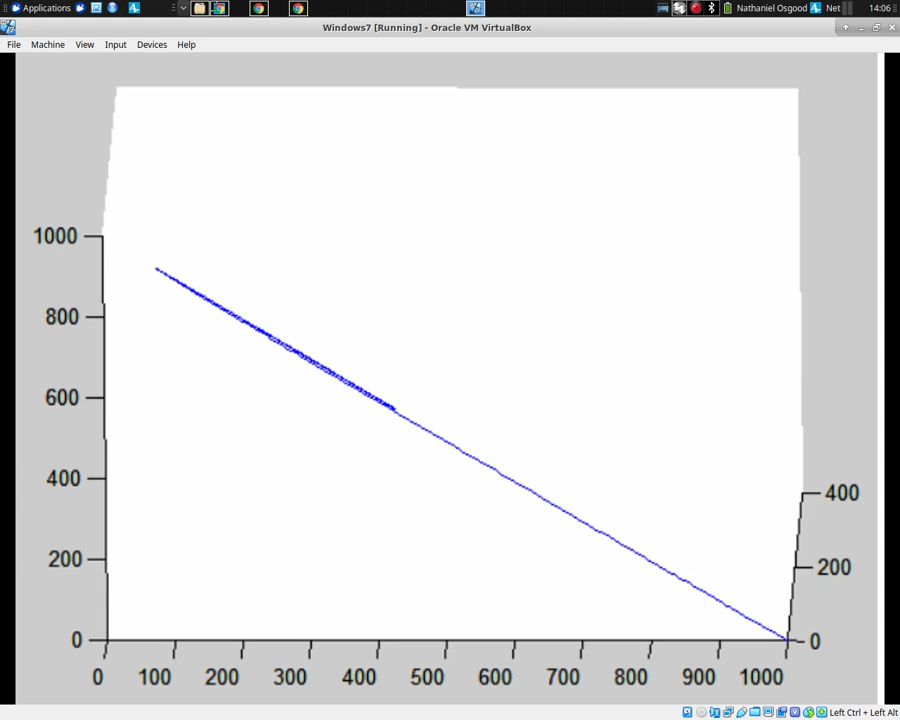 Applications Nathaniel Osgood Net 14:06
Windows7 [Running] - Oracle VM VirtualBox
File Machine View Input Devices Help
1000
800
600
400
200
0
400
200
0
0 100 200 300 400 500 600 700 800 900 1000
Left Ctrl + Left Alt